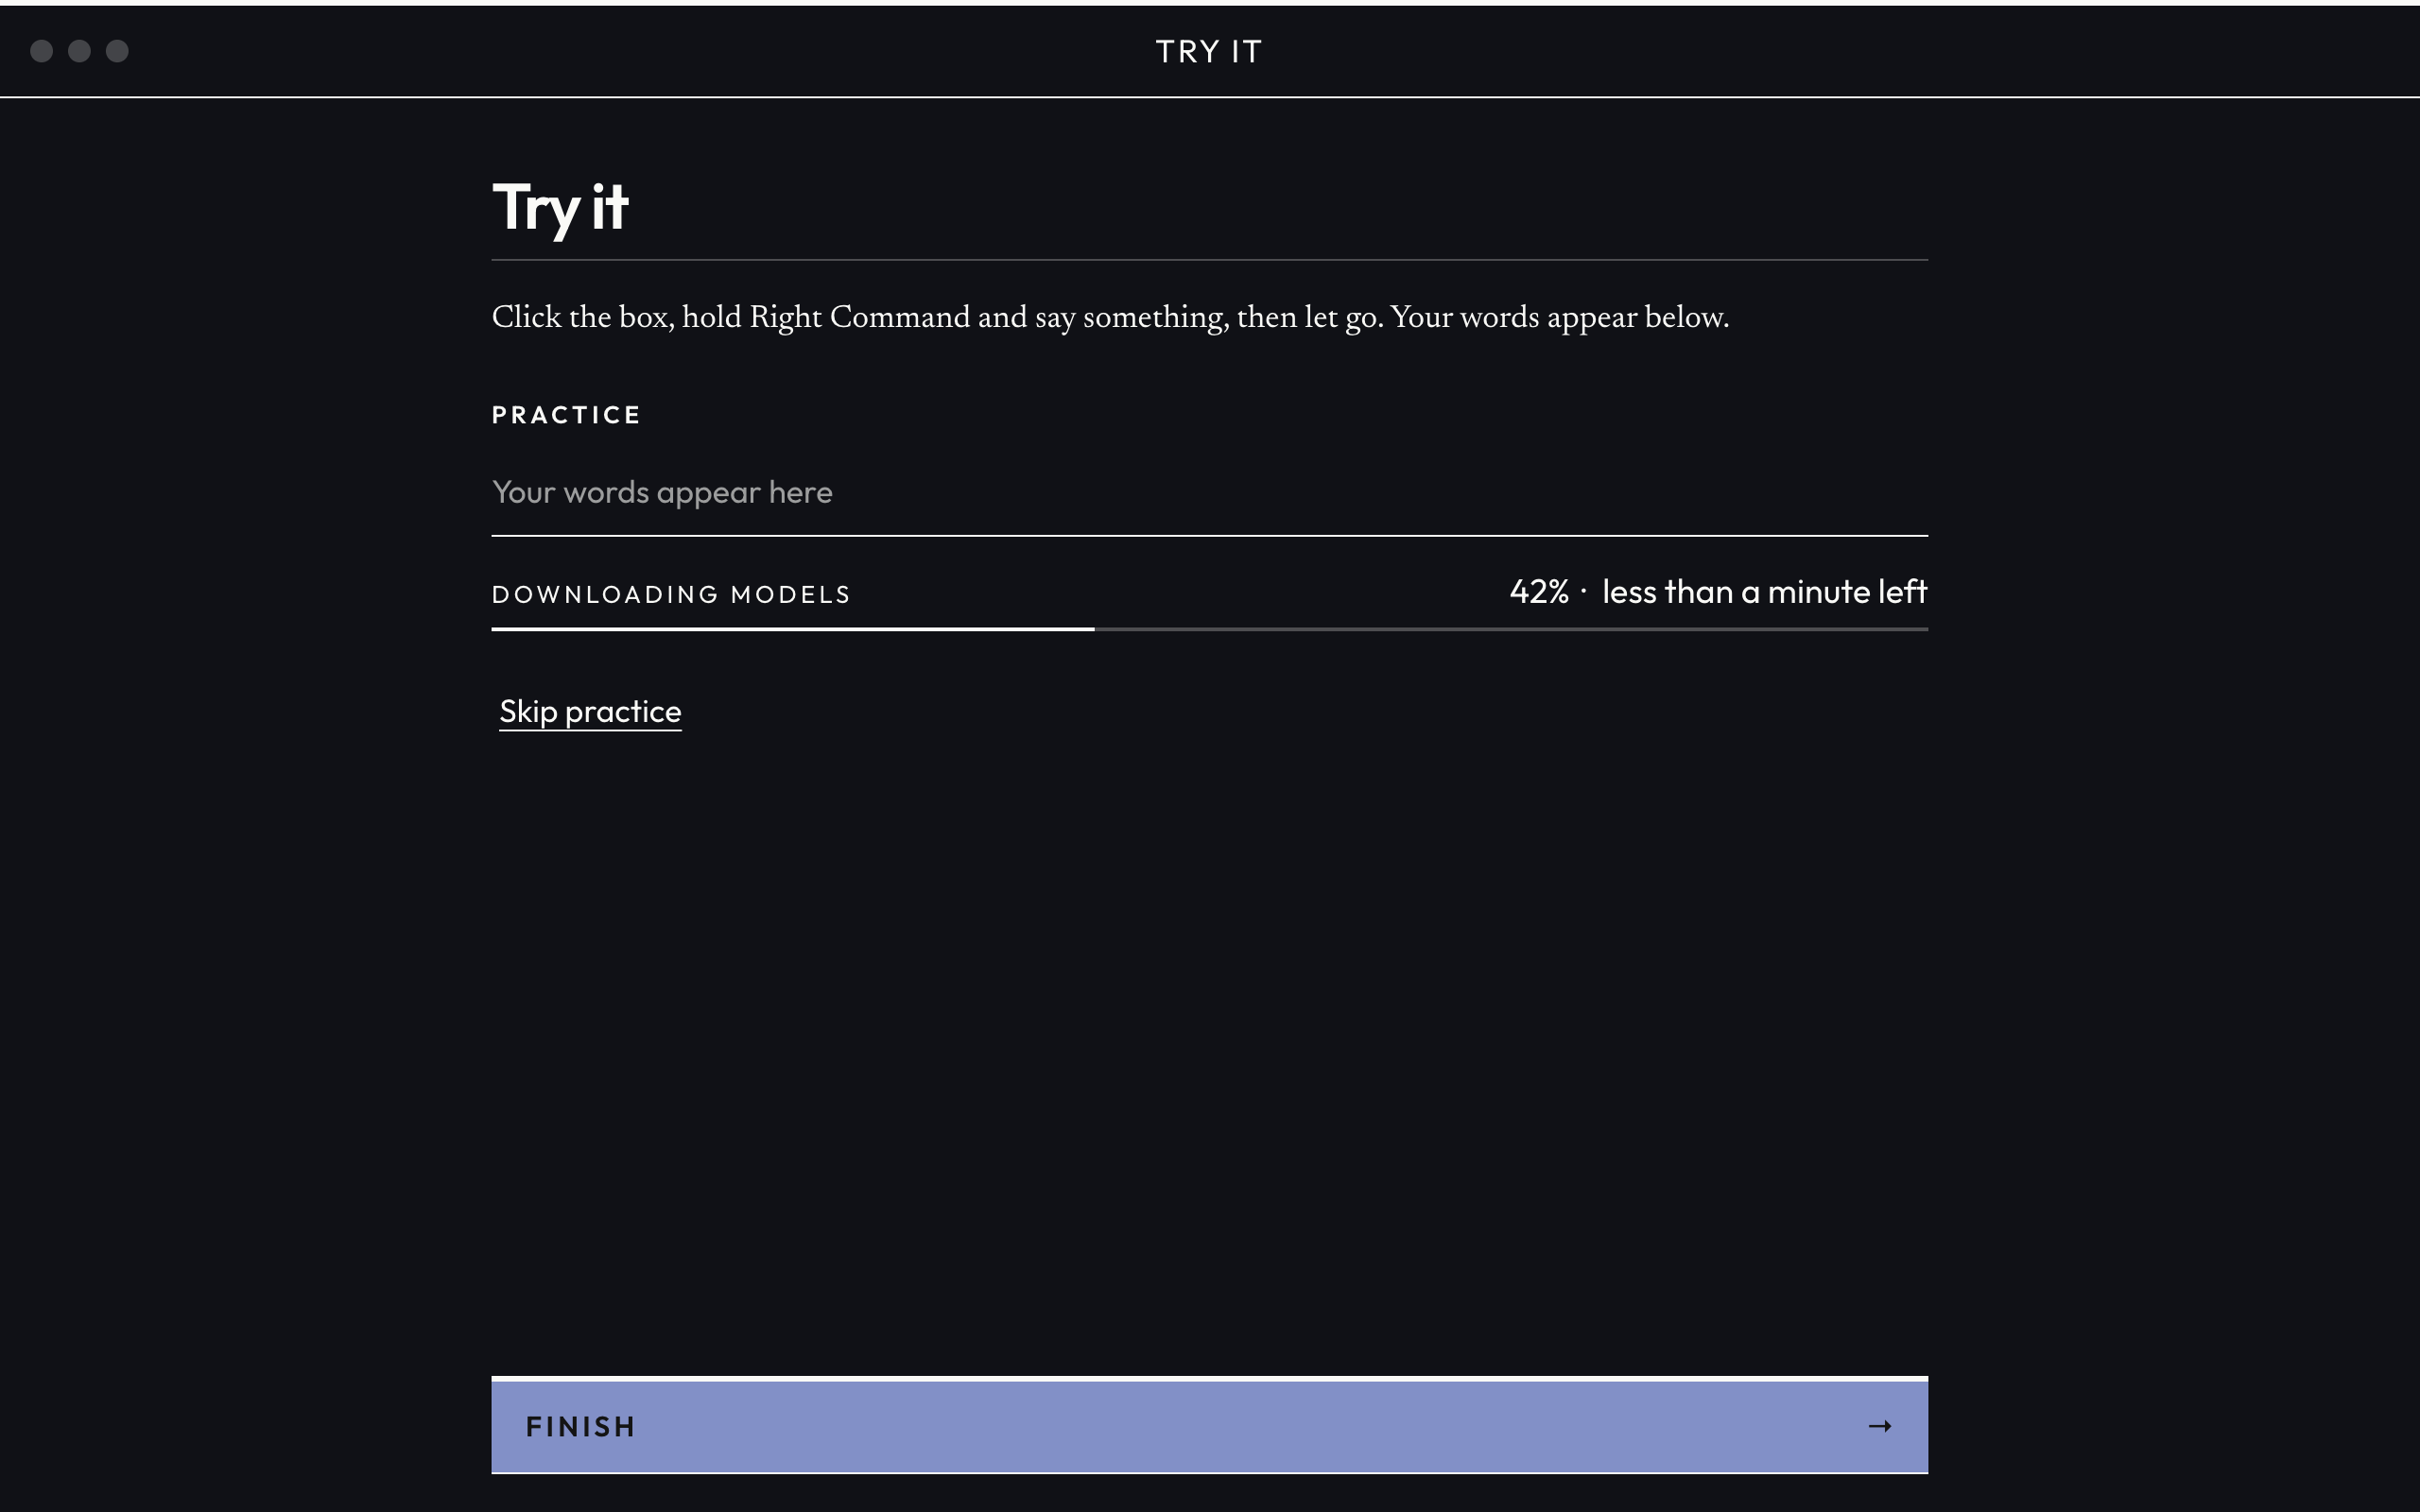 TRY IT
Try it
Click the box, hold Right Command and say something, then let go. Your words appear below.
PRACTICE
Your words appear here
DOWNLOADING MODELS
42% · less than a minute left
Skip practice
FINISH →